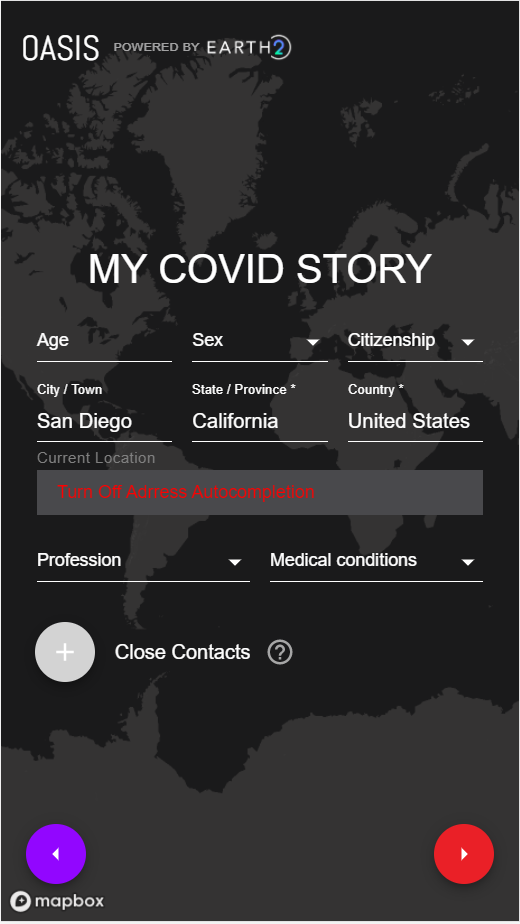 OASIS POWERED BY EARTH2
MY COVID STORY
Age Sex Citizenship
City / Town State / Province * Country *
San Diego California United States
Current Location
Turn Off Adrress Autocompletion
Profession Medical conditions
Close Contacts ?
mapbox